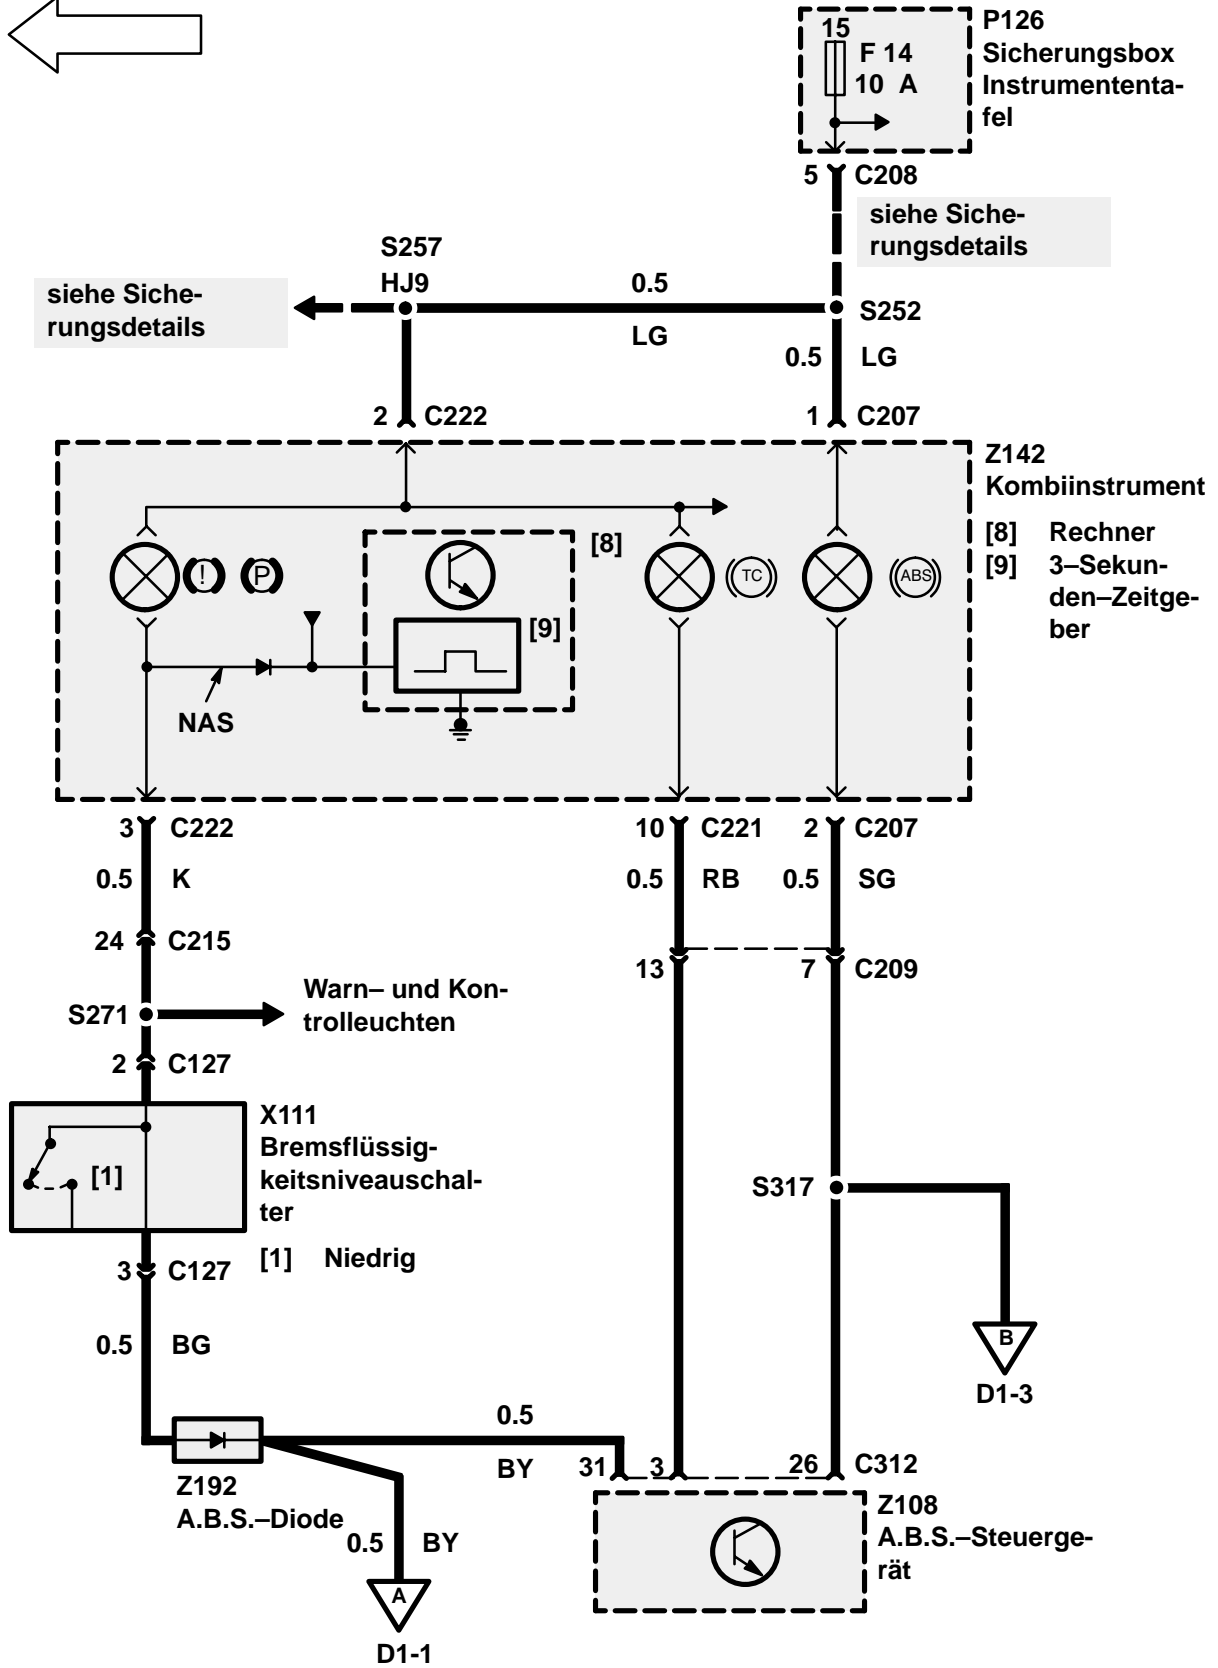 15
F 14
10 A
P126
Sicherungsbox
Instrumententa-
fel
5 C208
siehe Siche-
rungsdetails
S257
HJ9
siehe Siche-
rungsdetails
0.5
LG
S252
0.5 LG
2 C222
1 C207
Z142
Kombiinstrument
[8] Rechner
[9] 3–Sekun-
den–Zeitge-
ber
[8]
! P
TC
ABS
[9]
NAS
3 C222
10 C221
2 C207
0.5 K
0.5 RB
0.5 SG
24 C215
13
7 C209
S271
Warn– und Kon-
trolleuchten
2 C127
X111
Bremsflüssig-
keitsniveauschal-
ter
[1] Niedrig
[1]
S317
3 C127
0.5 BG
B
D1-3
0.5
BY
31 3 26 C312
Z192
A.B.S.–Diode
0.5 BY
Z108
A.B.S.–Steuerge-
rät
A
D1-1